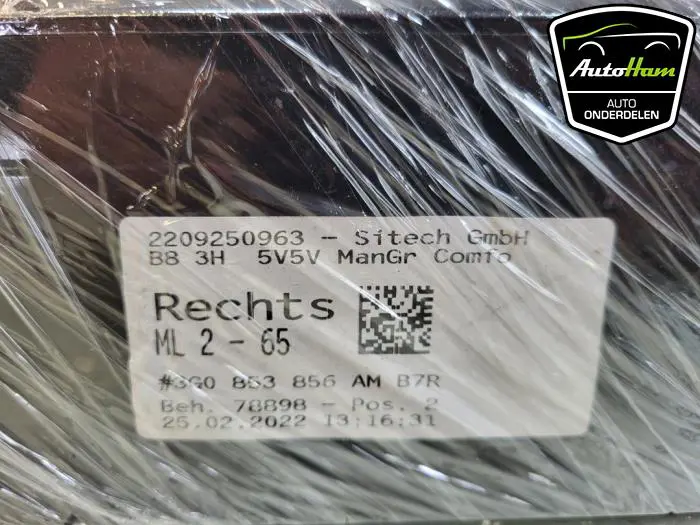 AutoHam
AUTO
ONDERDELEN
2209250963 - Sitech GmbH
B8 3H 5V5V ManGr Comfo
Rechts
ML 2 - 65
#3G0 853 856 AM B7R
Beh. 78898 - Pos. 2
25.02.2022 13:16:31